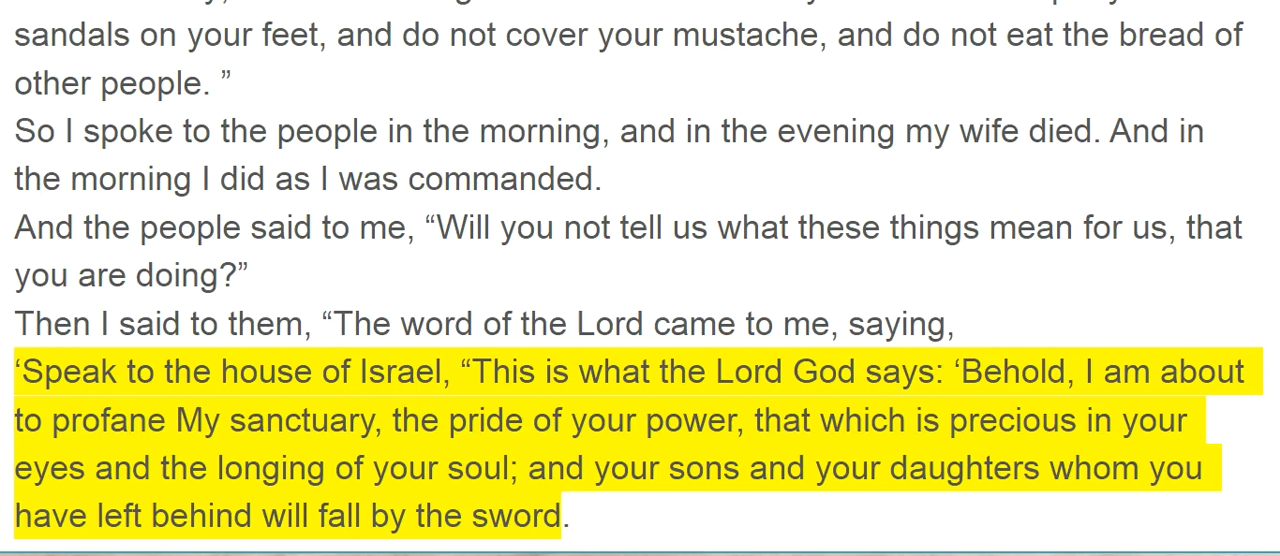 sandals on your feet, and do not cover your mustache, and do not eat the bread of
other people. ”
So I spoke to the people in the morning, and in the evening my wife died. And in
the morning I did as I was commanded.
And the people said to me, “Will you not tell us what these things mean for us, that
you are doing?”
Then I said to them, “The word of the Lord came to me, saying,
‘Speak to the house of Israel, “This is what the Lord God says: ‘Behold, I am about
to profane My sanctuary, the pride of your power, that which is precious in your
eyes and the longing of your soul; and your sons and your daughters whom you
have left behind will fall by the sword.